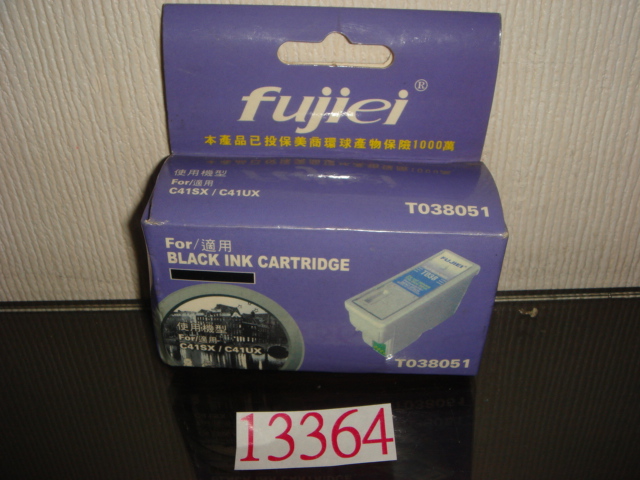 fujiei®
本產品已投保美商環球產物保險1000萬
使用機型
For/適用
C41SX / C41UX
T038051
For/適用
BLACK INK CARTRIDGE
FUJIEI
T038
使用機型
For/適用
C41SX / C41UX
T038051
13364